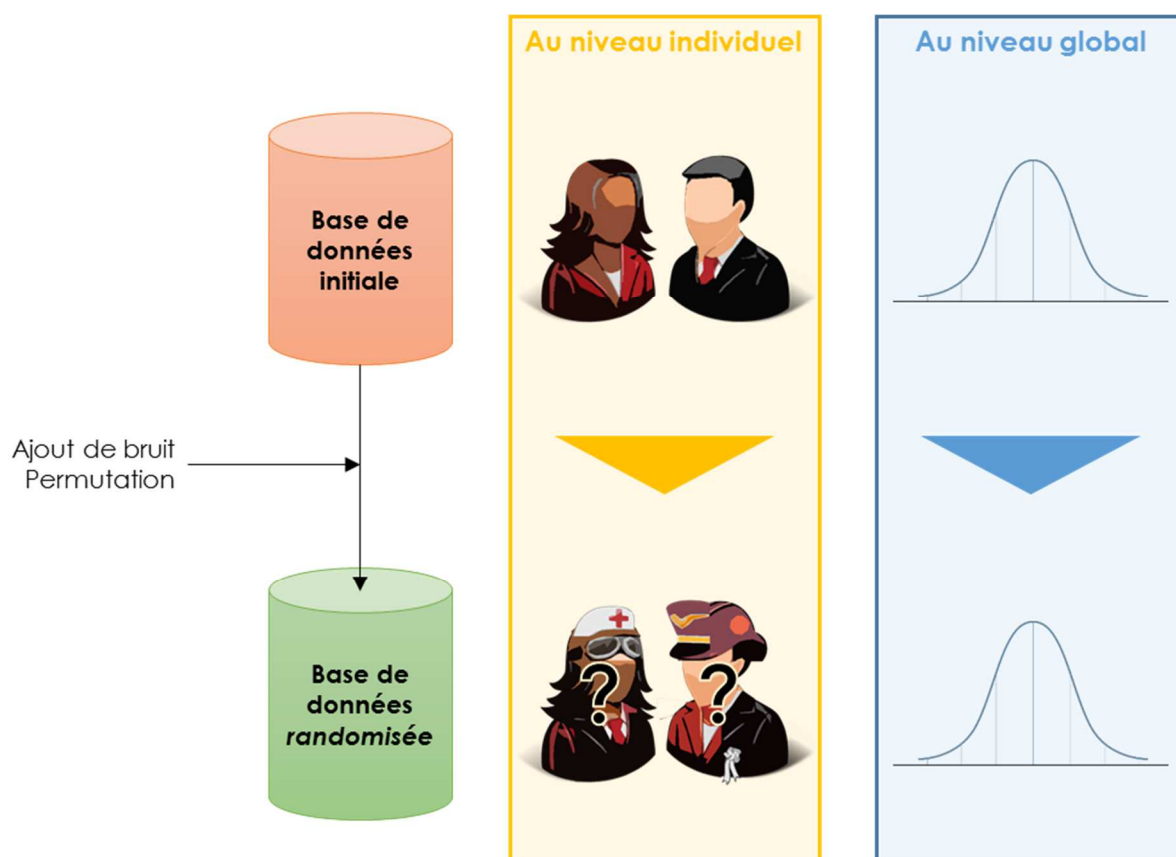 Au niveau individuel
Au niveau global
Base de
données
initiale
Ajout de bruit
Permutation
Base de
données
randomisée
?
?